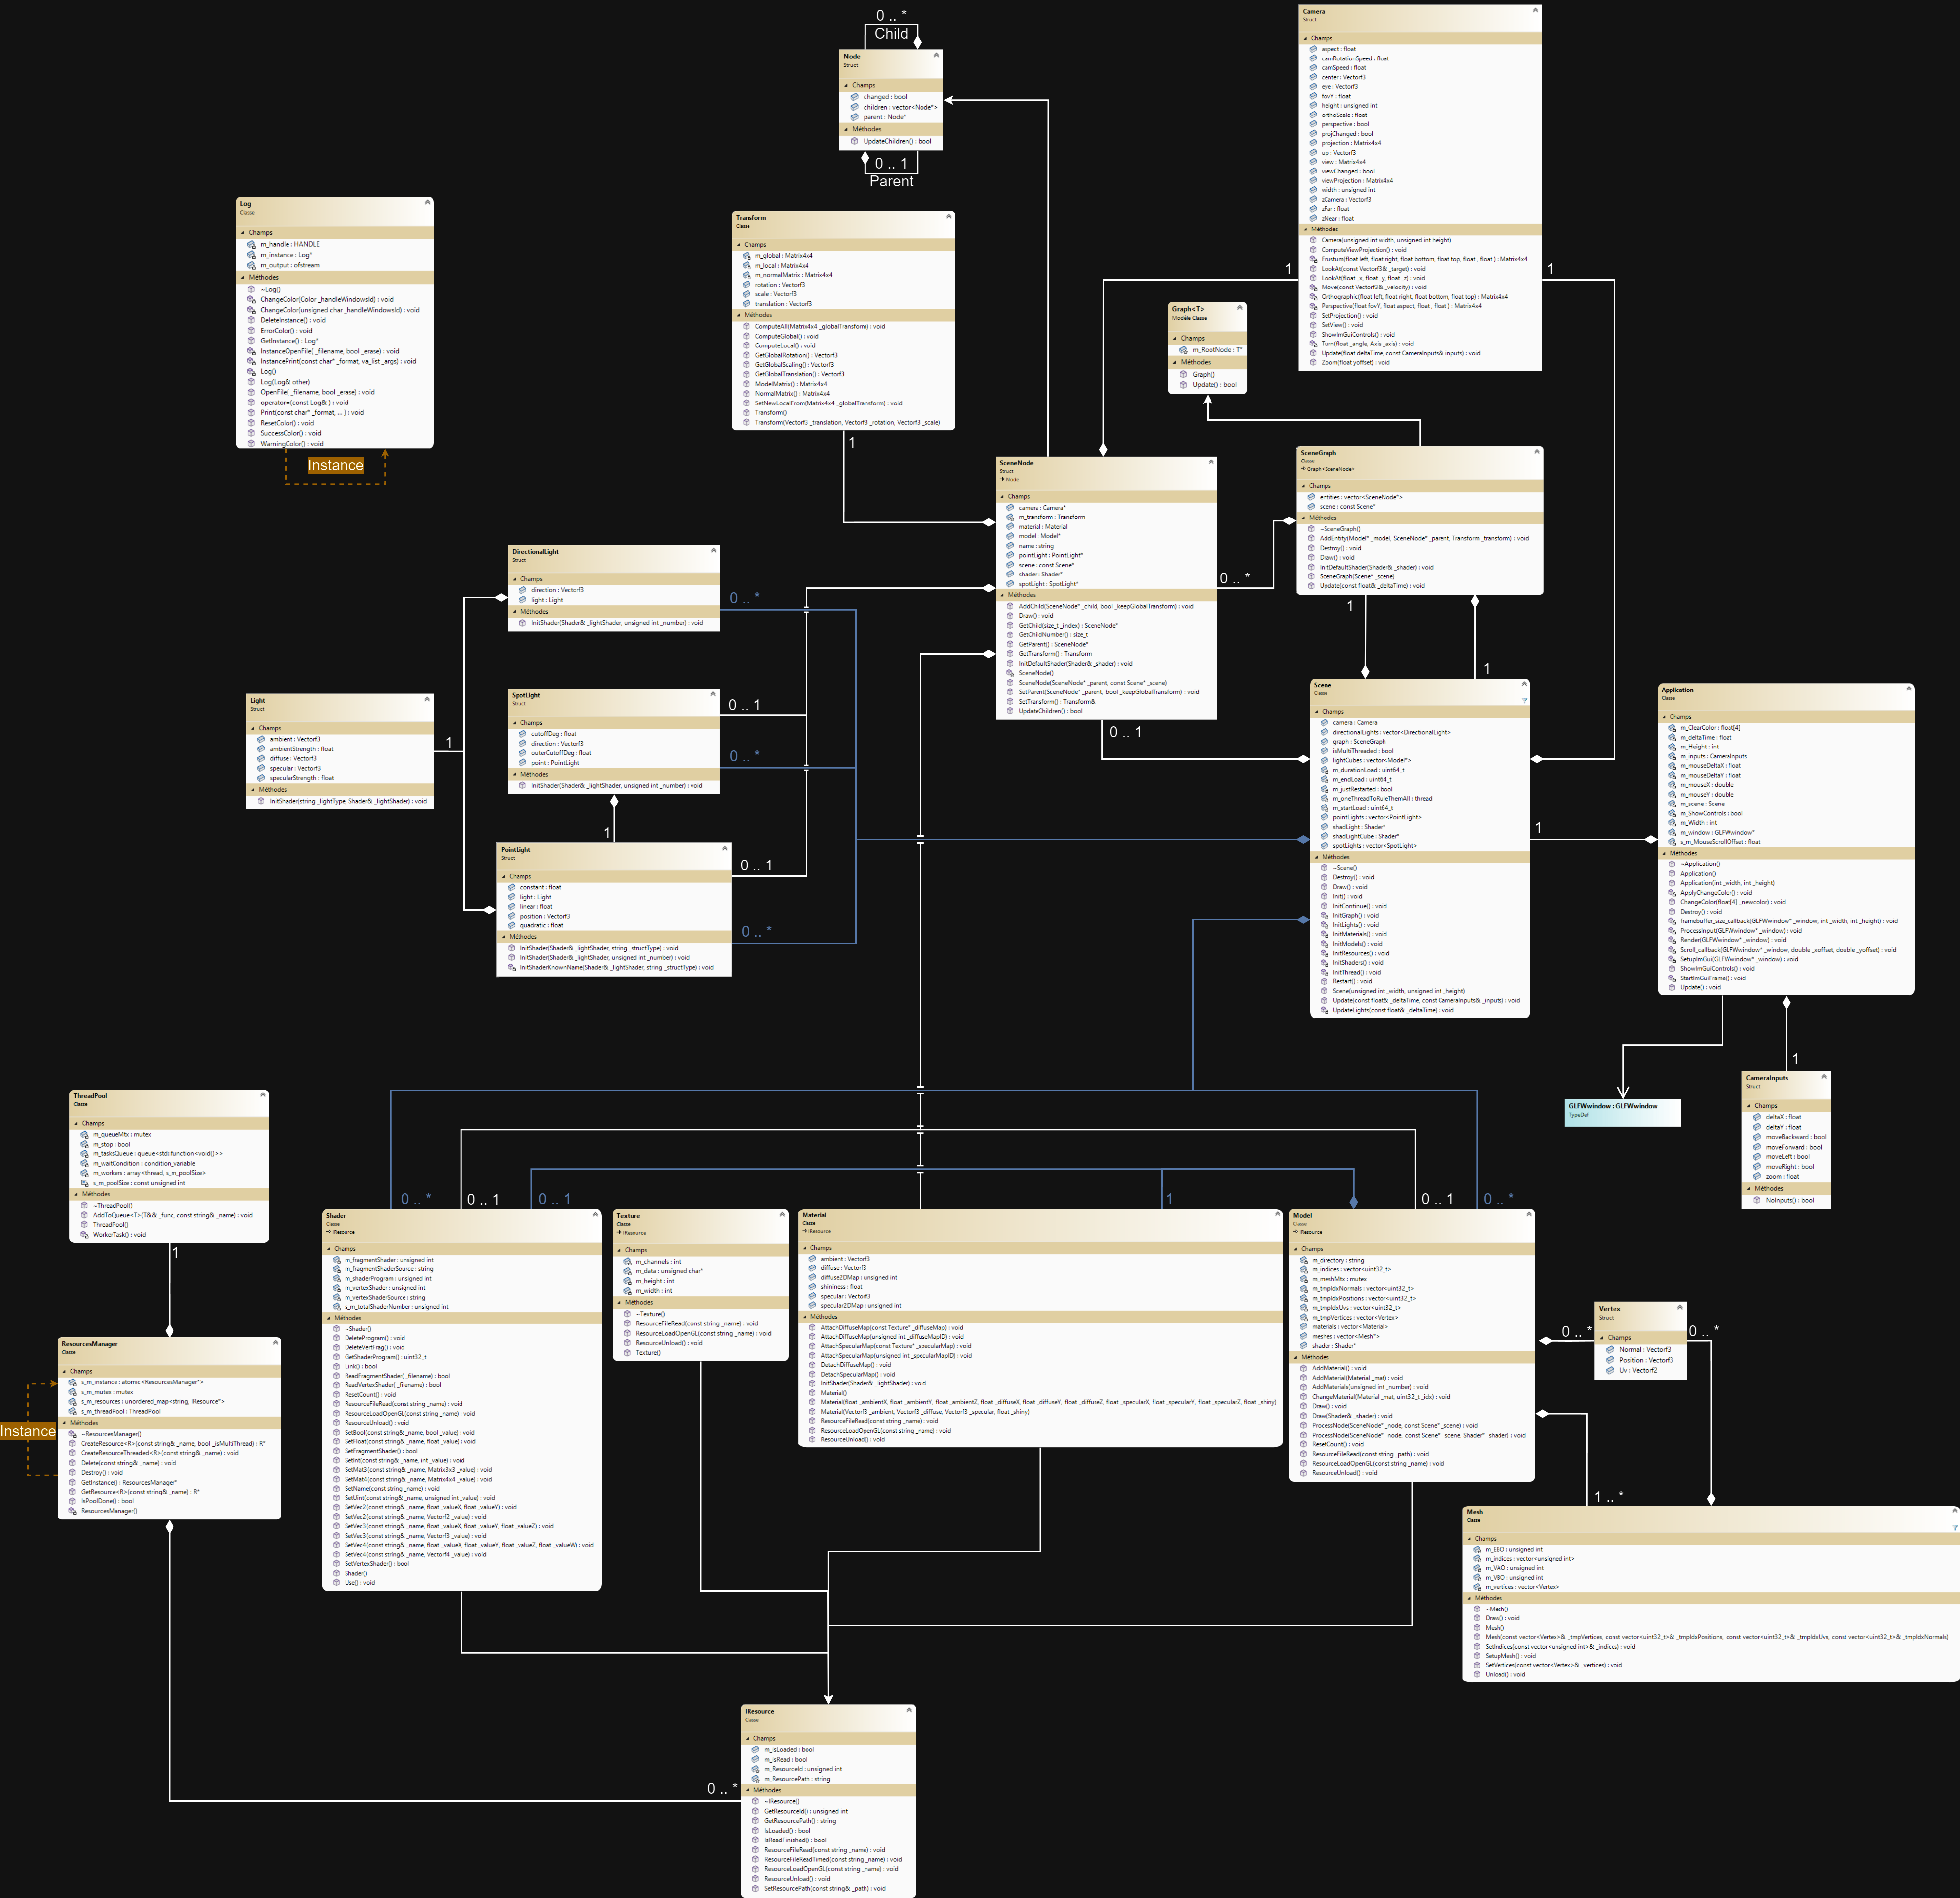 0 .. *
Child
Node
Struct
Champs
changed : bool
children : vector<Node*>
parent : Node*
Méthodes
UpdateChildren() : bool
0 .. 1
Parent
Camera
Struct
Champs
aspect : float
camRotationSpeed : float
camSpeed : float
center : Vectorf3
eye : Vectorf3
fovY : float
height : unsigned int
orthoScale : float
perspective : bool
projChanged : bool
projection : Matrix4x4
up : Vectorf3
view : Matrix4x4
viewChanged : bool
viewProjection : Matrix4x4
width : unsigned int
zCamera : Vectorf3
zFar : float
zNear : float
Méthodes
Camera(unsigned int width, unsigned int height)
ComputeViewProjection() : void
Frustum(float left, float right, float bottom, float top, float , float ) : Matrix4x4
LookAt(const Vectorf3& _target) : void
LookAt(float _x, float _y, float _z) : void
Move(const Vectorf3& _velocity) : void
Orthographic(float left, float right, float bottom, float top) : Matrix4x4
Perspective(float fovY, float aspect, float , float ) : Matrix4x4
SetProjection() : void
SetView() : void
ShowImGuiControls() : void
Turn(float _angle, Axis _axis) : void
Update(float deltaTime, const CameraInputs& inputs) : void
Zoom(float yoffset) : void
1
1
Log
Classe
Champs
m_handle : HANDLE
m_instance : Log*
m_output : ofstream
Méthodes
~Log()
ChangeColor(Color _handleWindowsId) : void
ChangeColor(unsigned char _handleWindowsId) : void
DeleteInstance() : void
ErrorColor() : void
GetInstance() : Log*
InstanceOpenFile( _filename, bool _erase) : void
InstancePrint(const char* _format, va_list _args) : void
Log()
Log(Log& other)
OpenFile( _filename, bool _erase) : void
operator=(const Log& ) : void
Print(const char* _format, ... ) : void
ResetColor() : void
SuccessColor() : void
WarningColor() : void
Instance
Transform
Classe
Champs
m_global : Matrix4x4
m_local : Matrix4x4
m_normalMatrix : Matrix4x4
rotation : Vectorf3
scale : Vectorf3
translation : Vectorf3
Méthodes
ComputeAll(Matrix4x4 _globalTransform) : void
ComputeGlobal() : void
ComputeLocal() : void
GetGlobalRotation() : Vectorf3
GetGlobalScaling() : Vectorf3
GetGlobalTranslation() : Vectorf3
ModelMatrix() : Matrix4x4
NormalMatrix() : Matrix4x4
SetNewLocalFrom(Matrix4x4 _globalTransform) : void
Transform()
Transform(Vectorf3 _translation, Vectorf3 _rotation, Vectorf3 _scale)
1
Graph<T>
Modèle Classe
Champs
m_RootNode : T*
Méthodes
Graph()
Update() : bool
SceneGraph
Classe
Graph<SceneNode>
Champs
entities : vector<SceneNode*>
scene : const Scene*
Méthodes
~SceneGraph()
AddEntity(Model* _model, SceneNode* _parent, Transform _transform) : void
Destroy() : void
Draw() : void
InitDefaultShader(Shader& _shader) : void
SceneGraph(Scene* _scene)
Update(const float& _deltaTime) : void
1
1
SceneNode
Struct
Node
Champs
camera : Camera*
m_transform : Transform
material : Material
model : Model*
name : string
pointLight : PointLight*
scene : const Scene*
shader : Shader*
spotLight : SpotLight*
Méthodes
AddChild(SceneNode* _child, bool _keepGlobalTransform) : void
Draw() : void
GetChild(size_t _index) : SceneNode*
GetChildNumber() : size_t
GetParent() : SceneNode*
GetTransform() : Transform
InitDefaultShader(Shader& _shader) : void
SceneNode()
SceneNode(SceneNode* _parent, const Scene* _scene)
SetParent(SceneNode* _parent, bool _keepGlobalTransform) : void
SetTransform() : Transform&
UpdateChildren() : bool
0 .. *
0 .. 1
DirectionalLight
Struct
Champs
direction : Vectorf3
light : Light
Méthodes
InitShader(Shader& _lightShader, unsigned int _number) : void
0 .. *
Light
Struct
Champs
ambient : Vectorf3
ambientStrength : float
diffuse : Vectorf3
specular : Vectorf3
specularStrength : float
Méthodes
InitShader(string _lightType, Shader& _lightShader) : void
1
SpotLight
Struct
Champs
cutoffDeg : float
direction : Vectorf3
outerCutoffDeg : float
point : PointLight
Méthodes
InitShader(Shader& _lightShader, unsigned int _number) : void
0 .. 1
0 .. *
1
PointLight
Struct
Champs
constant : float
light : Light
linear : float
position : Vectorf3
quadratic : float
Méthodes
InitShader(Shader& _lightShader, string _structType) : void
InitShader(Shader& _lightShader, unsigned int _number) : void
InitShaderKnownName(Shader& _lightShader, string _structType) : void
0 .. 1
0 .. *
Scene
Classe
Champs
camera : Camera
directionalLights : vector<DirectionalLight>
graph : SceneGraph
isMultiThreaded : bool
lightCubes : vector<Model*>
m_durationLoad : uint64_t
m_endLoad : uint64_t
m_justRestarted : bool
m_oneThreadToRuleThemAll : thread
m_startLoad : uint64_t
pointLights : vector<PointLight>
shadLight : Shader*
shadLightCube : Shader*
spotLights : vector<SpotLight>
Méthodes
~Scene()
Destroy() : void
Draw() : void
Init() : void
InitContinue() : void
InitGraph() : void
InitLights() : void
InitMaterials() : void
InitModels() : void
InitResources() : void
InitShaders() : void
InitThread() : void
Restart() : void
Scene(unsigned int _width, unsigned int _height)
Update(const float& _deltaTime, const CameraInputs& _inputs) : void
UpdateLights(const float& _deltaTime) : void
1
Application
Classe
Champs
m_ClearColor : float[4]
m_deltaTime : float
m_Height : int
m_inputs : CameraInputs
m_mouseDeltaX : float
m_mouseDeltaY : float
m_mouseX : double
m_mouseY : double
m_scene : Scene
m_ShowControls : bool
m_Width : int
m_window : GLFWwindow*
s_m_MouseScrollOffset : float
Méthodes
~Application()
Application()
Application(int _width, int _height)
ApplyChangeColor() : void
ChangeColor(float[4] _newcolor) : void
Destroy() : void
framebuffer_size_callback(GLFWwindow* _window, int _width, int _height) : void
ProcessInput(GLFWwindow* _window) : void
Render(GLFWwindow* _window) : void
Scroll_callback(GLFWwindow* _window, double _xoffset, double _yoffset) : void
SetupImGui(GLFWwindow* _window) : void
ShowImGuiControls() : void
StartImGuiFrame() : void
Update() : void
1
GLFWwindow : GLFWwindow
TypeDef
CameraInputs
Struct
Champs
deltaX : float
deltaY : float
moveBackward : bool
moveForward : bool
moveLeft : bool
moveRight : bool
zoom : float
Méthodes
NoInputs() : bool
ThreadPool
Classe
Champs
m_queueMtx : mutex
m_stop : bool
m_tasksQueue : queue<std::function<void()>>
m_waitCondition : condition_variable
m_workers : array<thread, s_m_poolSize>
s_m_poolSize : const unsigned int
Méthodes
~ThreadPool()
AddToQueue<T>(T&& _func, const string& _name) : void
ThreadPool()
WorkerTask() : void
1
ResourcesManager
Classe
Champs
s_m_instance : atomic<ResourcesManager*>
s_m_mutex : mutex
s_m_resources : unordered_map<string, IResource*>
s_m_threadPool : ThreadPool
Méthodes
~ResourcesManager()
CreateResource<R>(const string& _name, bool _isMultiThread) : R*
CreateResourceThreaded<R>(const string& _name) : void
Delete(const string& _name) : void
Destroy() : void
GetInstance() : ResourcesManager*
GetResource<R>(const string& _name) : R*
IsPoolDone() : bool
ResourcesManager()
Instance
0 .. *
0 .. 1
0 .. 1
1
0 .. 1
0 .. *
Shader
Classe
IResource
Champs
m_fragmentShader : unsigned int
m_fragmentShaderSource : string
m_shaderProgram : unsigned int
m_vertexShader : unsigned int
m_vertexShaderSource : string
s_m_totalShaderNumber : unsigned int
Méthodes
~Shader()
DeleteProgram() : void
DeleteVertFrag() : void
GetShaderProgram() : uint32_t
Link() : bool
ReadFragmentShader( _filename) : bool
ReadVertexShader( _filename) : bool
ResetCount() : void
ResourceFileRead(const string _name) : void
ResourceLoadOpenGL(const string _name) : void
ResourceUnload() : void
SetBool(const string& _name, bool _value) : void
SetFloat(const string& _name, float _value) : void
SetFragmentShader() : bool
SetInt(const string& _name, int _value) : void
SetMat3(const string& _name, Matrix3x3 _value) : void
SetMat4(const string& _name, Matrix4x4 _value) : void
SetName(const string _name) : void
SetUint(const string& _name, unsigned int _value) : void
SetVec2(const string& _name, float _valueX, float _valueY) : void
SetVec2(const string& _name, Vectorf2 _value) : void
SetVec3(const string& _name, float _valueX, float _valueY, float _valueZ) : void
SetVec3(const string& _name, Vectorf3 _value) : void
SetVec4(const string& _name, float _valueX, float _valueY, float _valueZ, float _valueW) : void
SetVec4(const string& _name, Vectorf4 _value) : void
SetVertexShader() : bool
Shader()
Use() : void
Texture
Classe
IResource
Champs
m_channels : int
m_data : unsigned char*
m_height : int
m_width : int
Méthodes
~Texture()
ResourceFileRead(const string _name) : void
ResourceLoadOpenGL(const string _name) : void
ResourceUnload() : void
Texture()
Material
Classe
IResource
Champs
ambient : Vectorf3
diffuse : Vectorf3
diffuse2DMap : unsigned int
shininess : float
specular : Vectorf3
specular2DMap : unsigned int
Méthodes
AttachDiffuseMap(const Texture* _diffuseMap) : void
AttachDiffuseMap(unsigned int _diffuseMapID) : void
AttachSpecularMap(const Texture* _specularMap) : void
AttachSpecularMap(unsigned int _specularMapID) : void
DetachDiffuseMap() : void
DetachSpecularMap() : void
InitShader(Shader& _lightShader) : void
Material()
Material(float _ambientX, float _ambientY, float _ambientZ, float _diffuseX, float _diffuseY, float _diffuseZ, float _specularX, float _specularY, float _specularZ, float _shiny)
Material(Vectorf3 _ambient, Vectorf3 _diffuse, Vectorf3 _specular, float _shiny)
ResourceFileRead(const string _name) : void
ResourceLoadOpenGL(const string _name) : void
ResourceUnload() : void
Model
Classe
IResource
Champs
m_directory : string
m_indices : vector<uint32_t>
m_meshMtx : mutex
m_tmpIdxNormals : vector<uint32_t>
m_tmpIdxPositions : vector<uint32_t>
m_tmpIdxUvs : vector<uint32_t>
m_tmpVertices : vector<Vertex>
materials : vector<Material>
meshes : vector<Mesh*>
shader : Shader*
Méthodes
AddMaterial() : void
AddMaterial(Material _mat) : void
AddMaterials(unsigned int _number) : void
ChangeMaterial(Material _mat, uint32_t _idx) : void
Draw() : void
Draw(Shader& _shader) : void
ProcessNode(SceneNode* _node, const Scene* _scene) : void
ProcessNode(SceneNode* _node, const Scene* _scene, Shader* _shader) : void
ResetCount() : void
ResourceFileRead(const string _path) : void
ResourceLoadOpenGL(const string _name) : void
ResourceUnload() : void
0 .. *
Vertex
Struct
Champs
Normal : Vectorf3
Position : Vectorf3
Uv : Vectorf2
0 .. *
1 .. *
Mesh
Classe
Champs
m_EBO : unsigned int
m_indices : vector<unsigned int>
m_VAO : unsigned int
m_VBO : unsigned int
m_vertices : vector<Vertex>
Méthodes
~Mesh()
Draw() : void
Mesh()
Mesh(const vector<Vertex>& _tmpVertices, const vector<uint32_t>& _tmpIdxPositions, const vector<uint32_t>& _tmpIdxUvs, const vector<uint32_t>& _tmpIdxNormals)
SetIndices(const vector<unsigned int>& _indices) : void
SetupMesh() : void
SetVertices(const vector<Vertex>& _vertices) : void
Unload() : void
0 .. *
IResource
Classe
Champs
m_isLoaded : bool
m_isRead : bool
m_ResourceId : unsigned int
m_ResourcePath : string
Méthodes
~IResource()
GetResourceId() : unsigned int
GetResourcePath() : string
IsLoaded() : bool
IsReadFinished() : bool
ResourceFileRead(const string _name) : void
ResourceFileReadTimed(const string _name) : void
ResourceLoadOpenGL(const string _name) : void
ResourceUnload() : void
SetResourcePath(const string& _path) : void